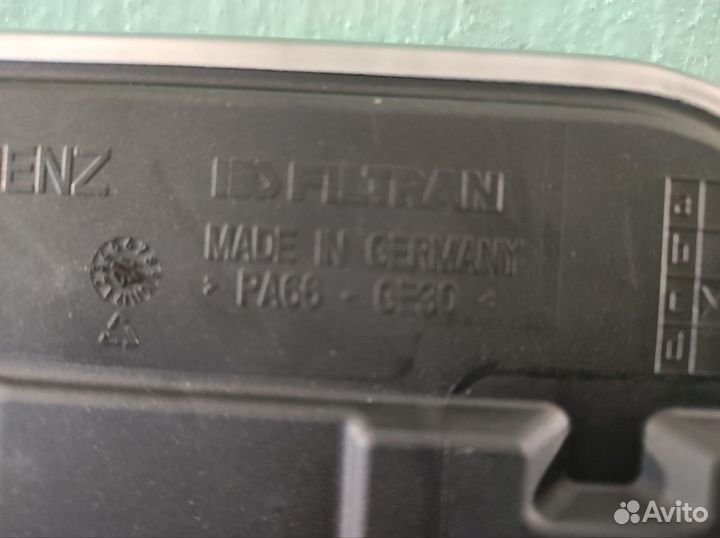 ENZ
FILTRAN
MADE IN GERMANY
> PA66 - GF30 <
a
b
c
d
Avito